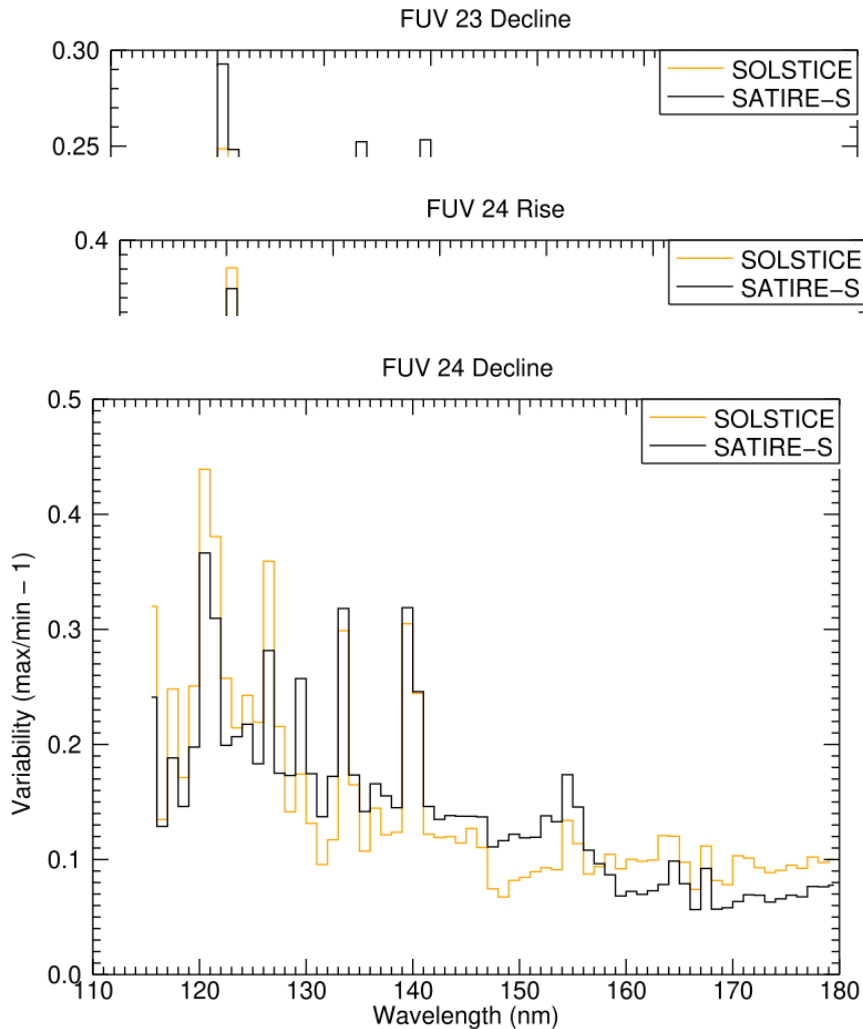 FUV 23 Decline
0.30
SOLSTICE
SATIRE-S
0.25
FUV 24 Rise
0.4
SOLSTICE
SATIRE-S
FUV 24 Decline
0.5
SOLSTICE
SATIRE-S
0.4
0.3
0.2
0.1
0.0
Variability (max/min - 1)
110 120 130 140 150 160 170 180
Wavelength (nm)